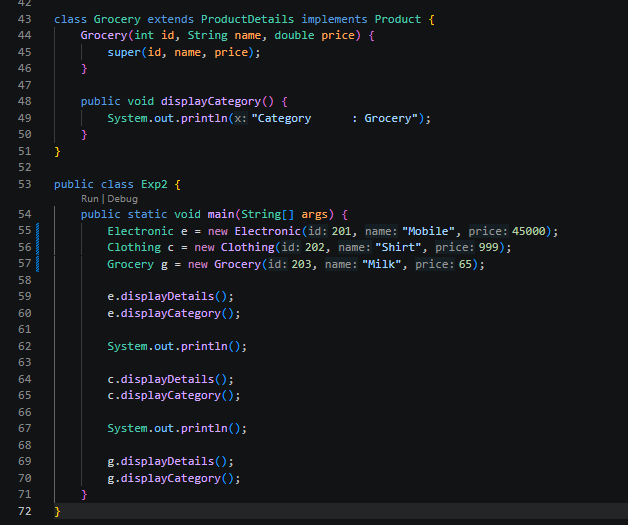 42
43 class Grocery extends ProductDetails implements Product {
44     Grocery(int id, String name, double price) {
45         super(id, name, price);
46     }
47
48     public void displayCategory() {
49         System.out.println(x: "Category      : Grocery");
50     }
51 }
52
53 public class Exp2 {
Run | Debug
54     public static void main(String[] args) {
55         Electronic e = new Electronic(id: 201, name: "Mobile", price: 45000);
56         Clothing c = new Clothing(id: 202, name: "Shirt", price: 999);
57         Grocery g = new Grocery(id: 203, name: "Milk", price: 65);
58
59         e.displayDetails();
60         e.displayCategory();
61
62         System.out.println();
63
64         c.displayDetails();
65         c.displayCategory();
66
67         System.out.println();
68
69         g.displayDetails();
70         g.displayCategory();
71     }
72 }